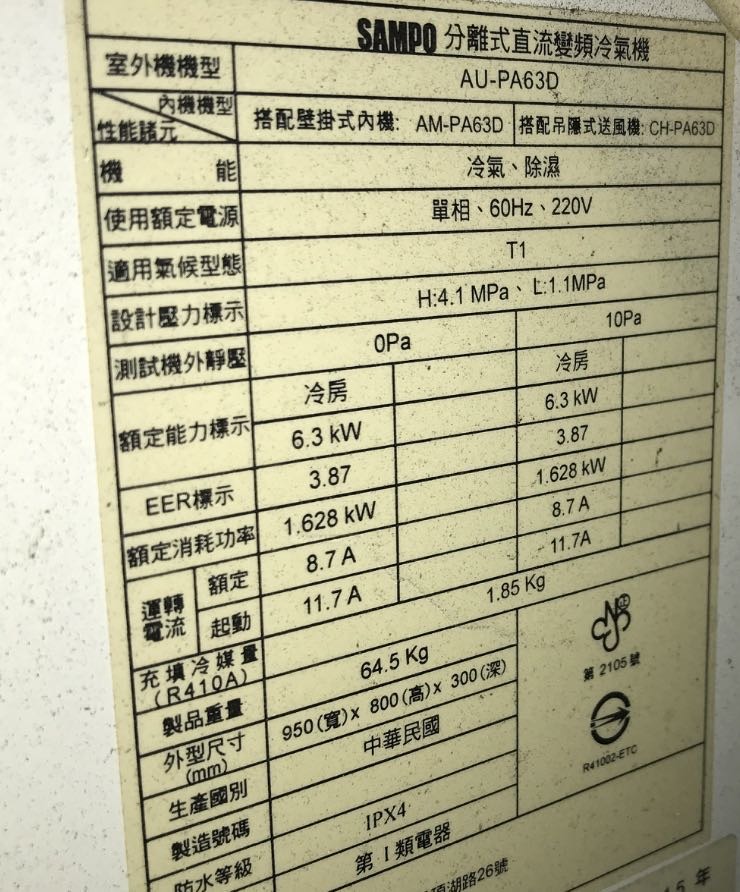 SAMPO 分離式直流變頻冷氣機
室外機機型 AU-PA63D
內機機型 性能諸元 搭配壁掛式內機: AM-PA63D 搭配吊隱式送風機: CH-PA63D
機能 冷氣、除濕
使用額定電源 單相、60Hz、220V
適用氣候型態 T1
設計壓力標示 H:4.1 MPa、L:1.1MPa
測試機外靜壓 0Pa 10Pa
額定能力標示 冷房 冷房
6.3 kW 6.3 kW
EER標示 3.87 3.87
額定消耗功率 1.628 kW 1.628 kW
運轉電流 額定 8.7 A 8.7 A
起動 11.7 A 11.7A
充填冷媒量 1.85 Kg
(R410A)
製品重量 64.5 Kg
外型尺寸 950(寬)x 800(高)x 300(深)
(mm)
生產國別 中華民國
製造號碼
防水等級 IPX4
第 I 類電器
第 2105 號
R41002-ETC
湖路26號
年